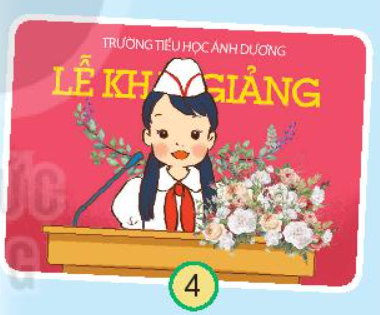 TRƯỜNG TIỂU HỌC ÁNH DƯƠNG
LỄ KH GIẢNG
4